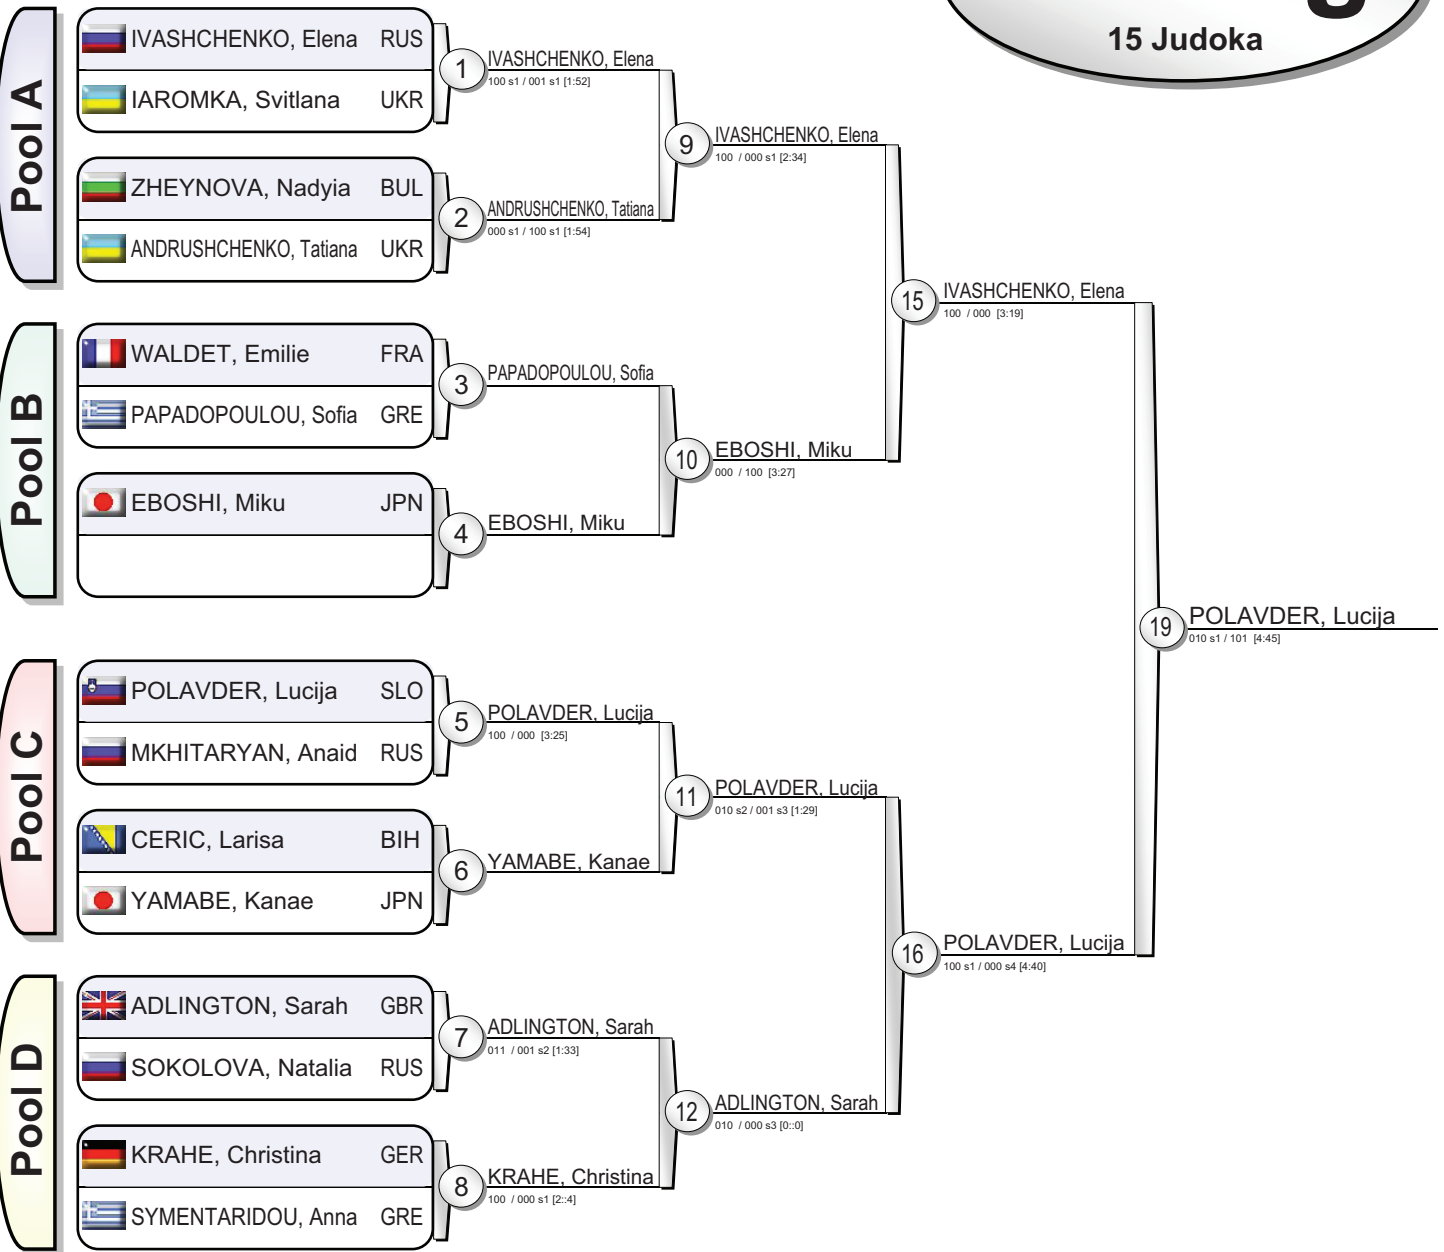 15 Judoka
Pool A
IVASHCHENKO, Elena RUS
IAROMKA, Svitlana UKR
ZHEYNOVA, Nadyia BUL
ANDRUSHCHENKO, Tatiana UKR
Pool B
WALDET, Emilie FRA
PAPADOPOULOU, Sofia GRE
EBOSHI, Miku JPN
Pool C
POLAVDER, Lucija SLO
MKHITARYAN, Anaid RUS
CERIC, Larisa BIH
YAMABE, Kanae JPN
Pool D
ADLINGTON, Sarah GBR
SOKOLOVA, Natalia RUS
KRAHE, Christina GER
SYMENTARIDOU, Anna GRE
1 IVASHCHENKO, Elena
100 s1 / 001 s1 [1:52]
2 ANDRUSHCHENKO, Tatiana
000 s1 / 100 s1 [1:54]
3 PAPADOPOULOU, Sofia
4 EBOSHI, Miku
5 POLAVDER, Lucija
100 / 000 [3:25]
6 YAMABE, Kanae
7 ADLINGTON, Sarah
011 / 001 s2 [1:33]
8 KRAHE, Christina
100 / 000 s1 [2::4]
9 IVASHCHENKO, Elena
100 / 000 s1 [2:34]
10 EBOSHI, Miku
000 / 100 [3:27]
11 POLAVDER, Lucija
010 s2 / 001 s3 [1:29]
12 ADLINGTON, Sarah
010 / 000 s3 [0::0]
15 IVASHCHENKO, Elena
100 / 000 [3:19]
16 POLAVDER, Lucija
100 s1 / 000 s4 [4:40]
19 POLAVDER, Lucija
010 s1 / 101 [4:45]